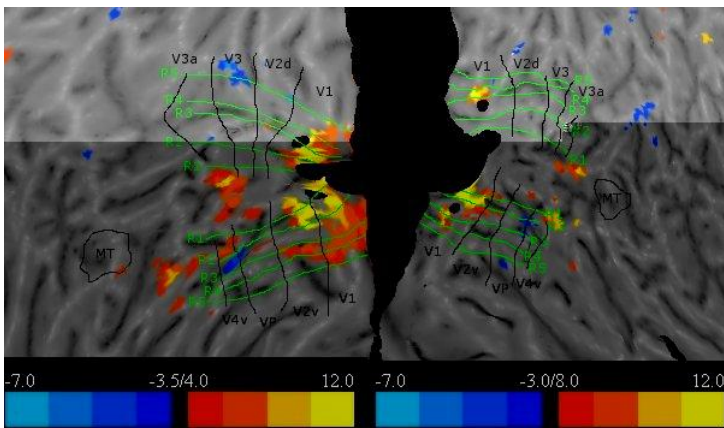 V3a V3 V2d V1
R5
R4
R3
R2
R1
MT
R1
R3
R5
V4v VP V2v V1
V1 V2d V3 V3a
R5
R4
R3
R2
R1
MT
R4
R5
V1 V2v VP V4v
-7.0 -3.5/4.0 12.0 -7.0 -3.0/8.0 12.0